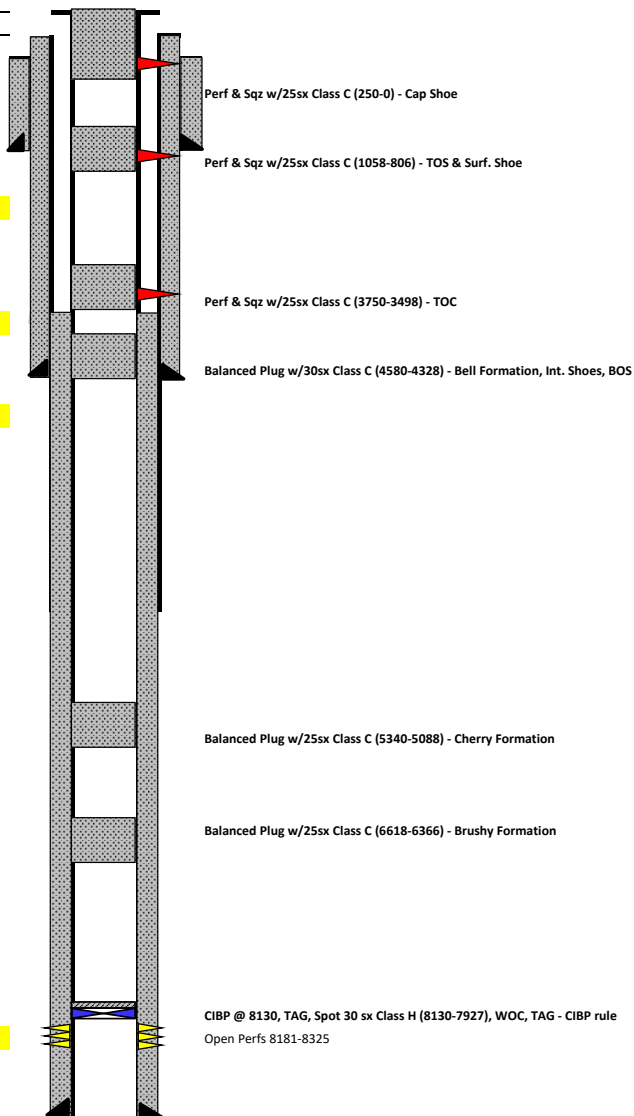 Perf & Sqz w/25sx Class C (250-0) - Cap Shoe
Perf & Sqz w/25sx Class C (1058-806) - TOS & Surf. Shoe
Perf & Sqz w/25sx Class C (3750-3498) - TOC
Balanced Plug w/30sx Class C (4580-4328) - Bell Formation, Int. Shoes, BOS
Balanced Plug w/25sx Class C (5340-5088) - Cherry Formation
Balanced Plug w/25sx Class C (6618-6366) - Brushy Formation
CIBP @ 8130, TAG, Spot 30 sx Class H (8130-7927), WOC, TAG - CIBP rule
Open Perfs 8181-8325